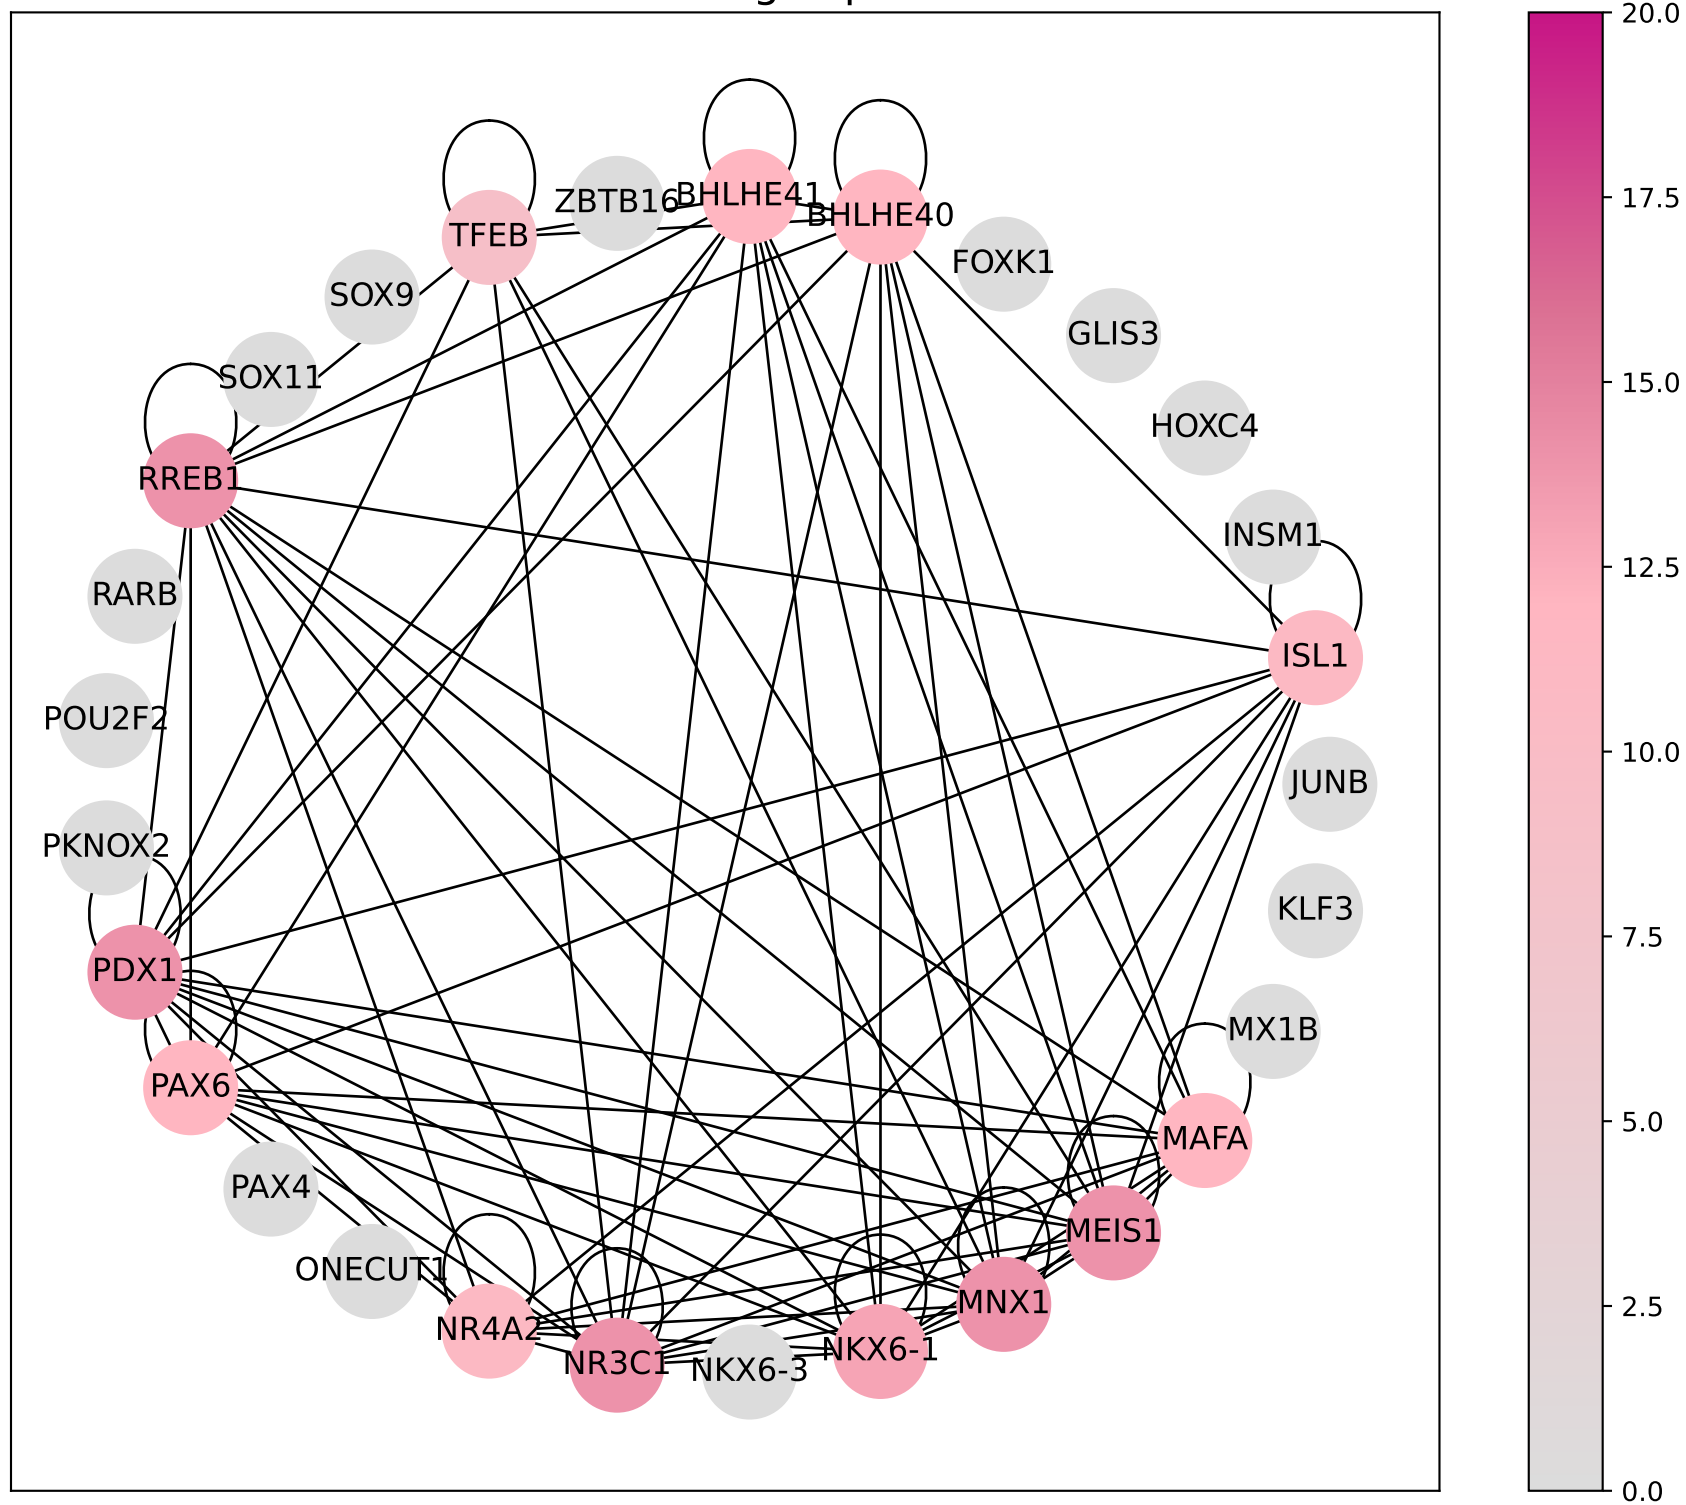 20.0
BHLHE41
ZBTB16
17.5
BHLHE40
TFEB
FOXK1
SOX9
GLIS3
SOX11
15.0
HOXC4
RREB1
INSM1
12.5
RARB
ISL1
POU2F2
10.0
JUNB
PKNOX2
KLF3
7.5
PDX1
MX1B
PAX6
5.0
MAFA
PAX4
MEIS1
ONECUT1
2.5
MNX1
NR4A2
NKX6-1
NR3C1
NKX6-3
0.0